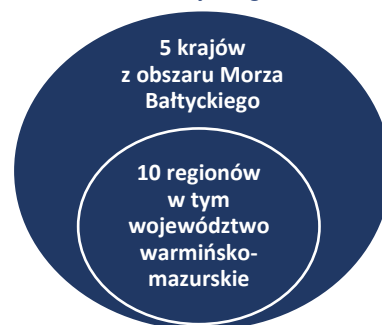 5 krajów
z obszaru Morza
Bałtyckiego
10 regionów
w tym
województwo
warmińsko-
mazurskie